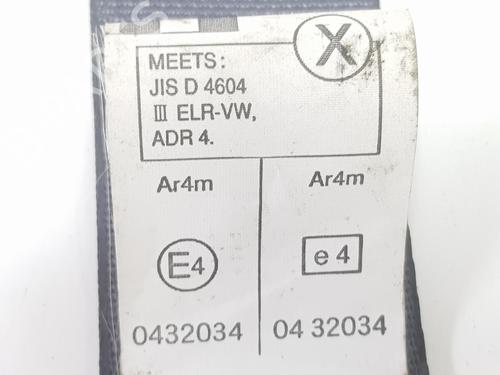 X
MEETS:
JIS D 4604
III ELR-VW,
ADR 4.
Ar4m
E4
0432034
Ar4m
e 4
04 32034